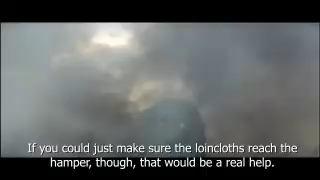 If you could just make sure the loincloths reach the
hamper, though, that would be a real help.